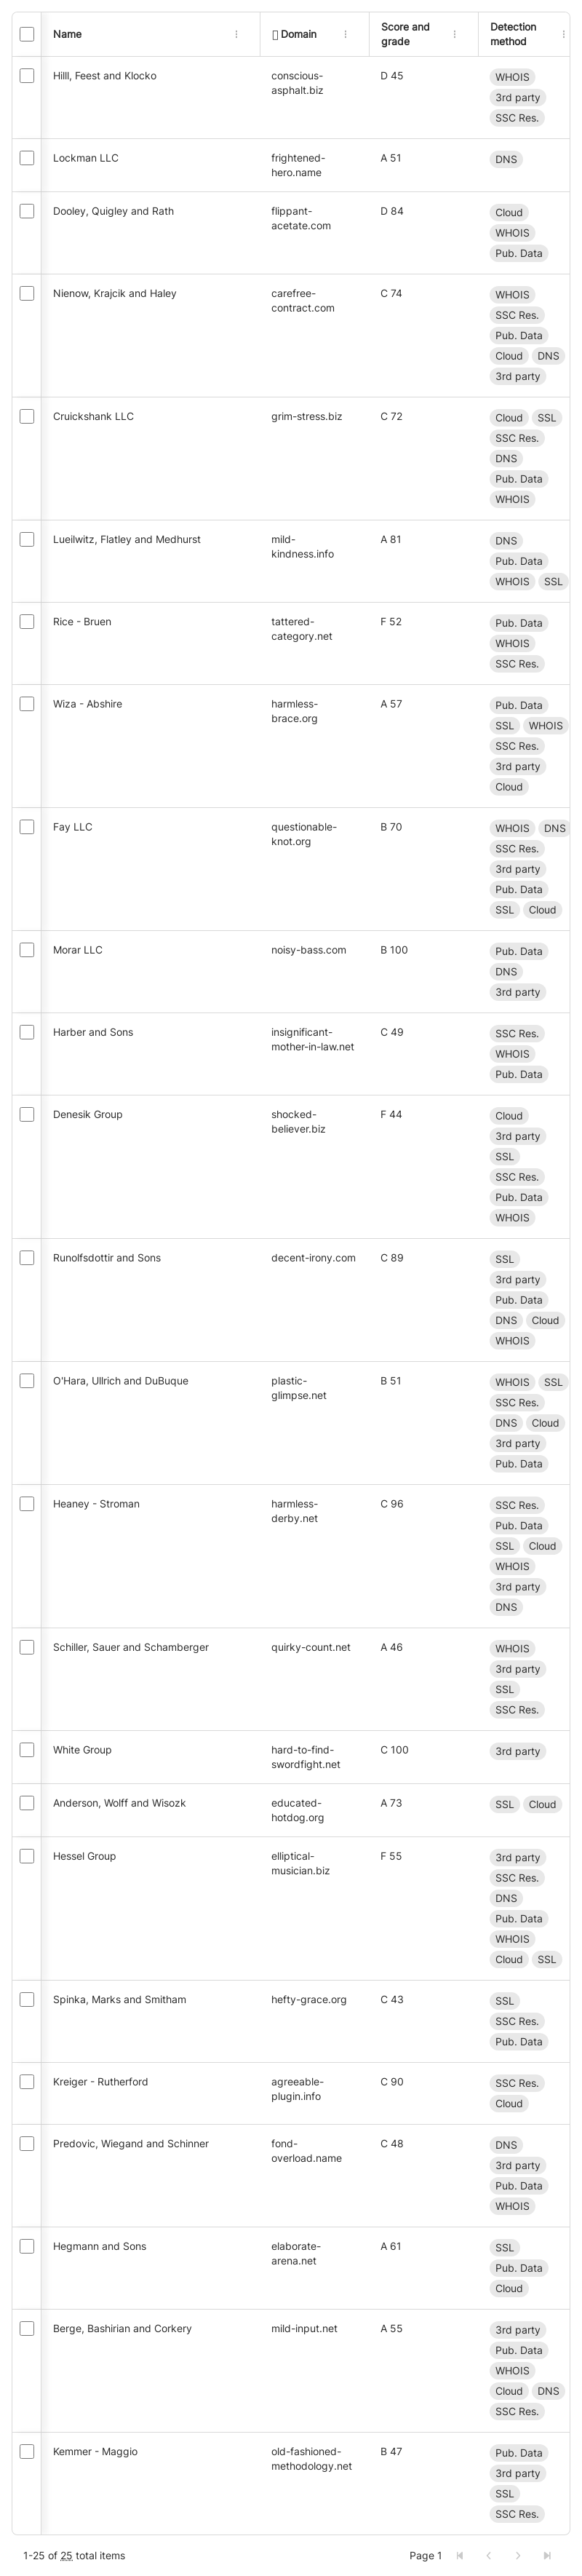 Name Domain Score and grade Detection method
Hilll, Feest and Klocko conscious- D 45 WHOIS
asphalt.biz 3rd party
SSC Res.
Lockman LLC frightened- A 51 DNS
hero.name
Dooley, Quigley and Rath flippant- D 84 Cloud
acetate.com WHOIS
Pub. Data
Nienow, Krajcik and Haley carefree- C 74 WHOIS
contract.com SSC Res.
Pub. Data
Cloud DNS
3rd party
Cruickshank LLC grim-stress.biz C 72 Cloud SSL
SSC Res.
DNS
Pub. Data
WHOIS
Lueilwitz, Flatley and Medhurst mild- A 81 DNS
kindness.info Pub. Data
WHOIS SSL
Rice - Bruen tattered- F 52 Pub. Data
category.net WHOIS
SSC Res.
Wiza - Abshire harmless- A 57 Pub. Data
brace.org SSL WHOIS
SSC Res.
3rd party
Cloud
Fay LLC questionable- B 70 WHOIS DNS
knot.org SSC Res.
3rd party
Pub. Data
SSL Cloud
Morar LLC noisy-bass.com B 100 Pub. Data
DNS
3rd party
Harber and Sons insignificant- C 49 SSC Res.
mother-in-law.net WHOIS
Pub. Data
Denesik Group shocked- F 44 Cloud
believer.biz 3rd party
SSL
SSC Res.
Pub. Data
WHOIS
Runolfsdottir and Sons decent-irony.com C 89 SSL
3rd party
Pub. Data
DNS Cloud
WHOIS
O'Hara, Ullrich and DuBuque plastic- B 51 WHOIS SSL
glimpse.net SSC Res.
DNS Cloud
3rd party
Pub. Data
Heaney - Stroman harmless- C 96 SSC Res.
derby.net Pub. Data
SSL Cloud
WHOIS
3rd party
DNS
Schiller, Sauer and Schamberger quirky-count.net A 46 WHOIS
3rd party
SSL
SSC Res.
White Group hard-to-find- C 100 3rd party
swordfight.net
Anderson, Wolff and Wisozk educated- A 73 SSL Cloud
hotdog.org
Hessel Group elliptical- F 55 3rd party
musician.biz SSC Res.
DNS
Pub. Data
WHOIS
Cloud SSL
Spinka, Marks and Smitham hefty-grace.org C 43 SSL
SSC Res.
Pub. Data
Kreiger - Rutherford agreeable- C 90 SSC Res.
plugin.info Cloud
Predovic, Wiegand and Schinner fond- C 48 DNS
overload.name 3rd party
Pub. Data
WHOIS
Hegmann and Sons elaborate- A 61 SSL
arena.net Pub. Data
Cloud
Berge, Bashirian and Corkery mild-input.net A 55 3rd party
Pub. Data
WHOIS
Cloud DNS
SSC Res.
Kemmer - Maggio old-fashioned- B 47 Pub. Data
methodology.net 3rd party
SSL
SSC Res.
1-25 of 25 total items Page 1